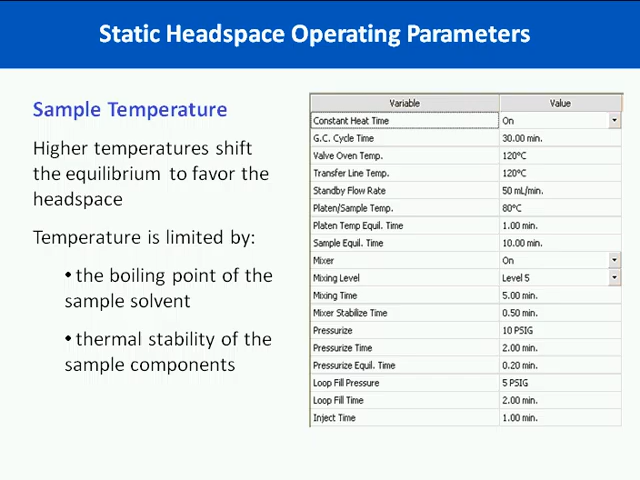 Static Headspace Operating Parameters
Sample Temperature
Higher temperatures shift
the equilibrium to favor the
headspace
Temperature is limited by:
• the boiling point of the
sample solvent
• thermal stability of the
sample components
Variable Value
Constant Heat Time On
G.C. Cycle Time 30.00 min.
Valve Oven Temp. 120°C
Transfer Line Temp. 120°C
Standby Flow Rate 50 mL/min.
Platen/Sample Temp. 80°C
Platen Temp Equil. Time 1.00 min.
Sample Equil. Time 10.00 min.
Mixer On
Mixing Level Level 5
Mixing Time 5.00 min.
Mixer Stabilize Time 0.50 min.
Pressurize 10 PSIG
Pressurize Time 2.00 min.
Pressurize Equil. Time 0.20 min.
Loop Fill Pressure 5 PSIG
Loop Fill Time 2.00 min.
Inject Time 1.00 min.